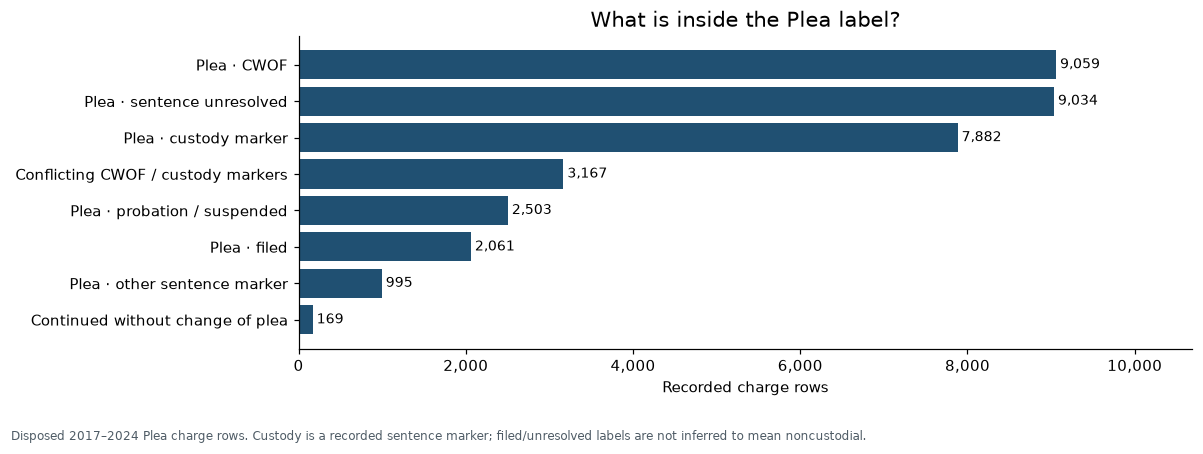 What is inside the Plea label?
Plea · CWOF 9,059
Plea · sentence unresolved 9,034
Plea · custody marker 7,882
Conflicting CWOF / custody markers 3,167
Plea · probation / suspended 2,503
Plea · filed 2,061
Plea · other sentence marker 995
Continued without change of plea 169
0 2,000 4,000 6,000 8,000 10,000
Recorded charge rows
Disposed 2017–2024 Plea charge rows. Custody is a recorded sentence marker; filed/unresolved labels are not inferred to mean noncustodial.